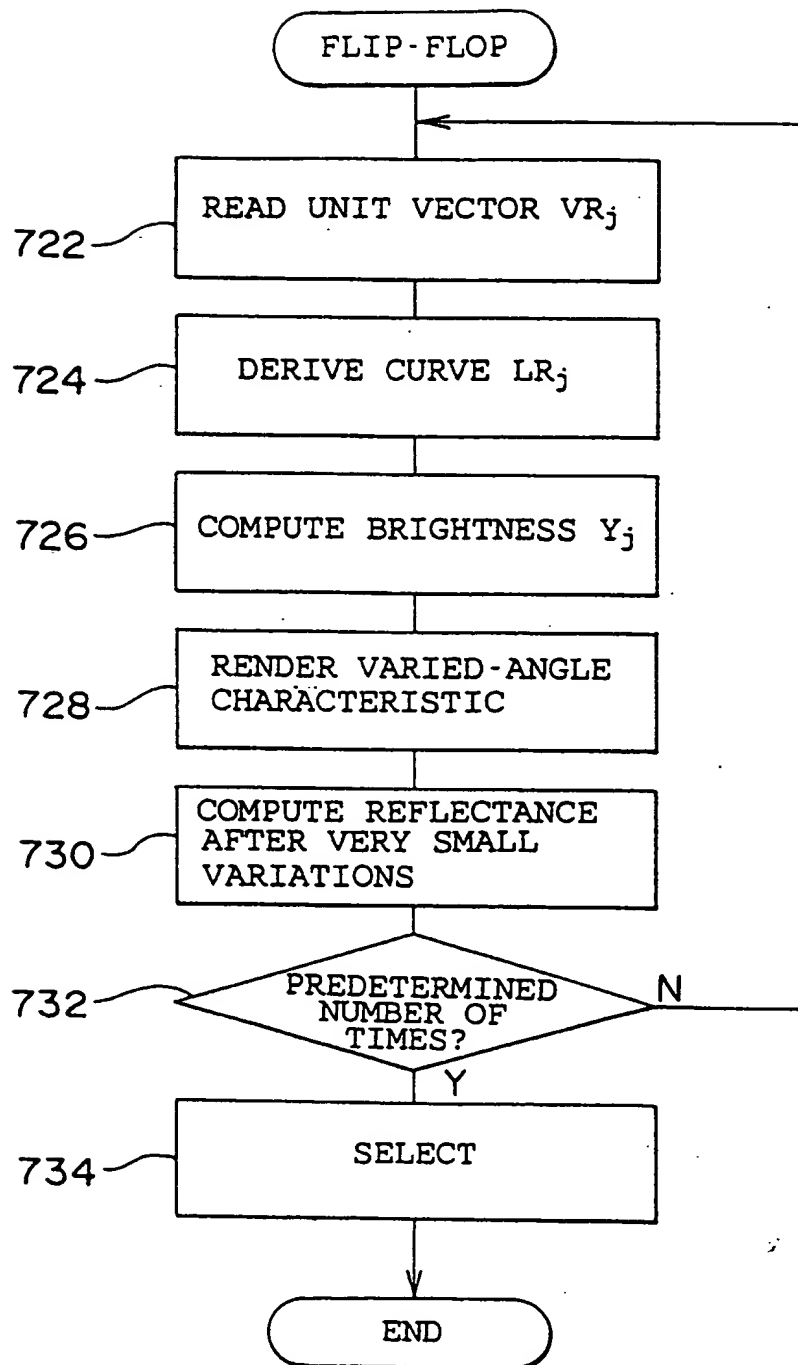 FLIP-FLOP
722
READ UNIT VECTOR VRj
724
DERIVE CURVE LRj
726
COMPUTE BRIGHTNESS Yj
728
RENDER VARIED-ANGLE
CHARACTERISTIC
730
COMPUTE REFLECTANCE
AFTER VERY SMALL
VARIATIONS
732
PREDETERMINED
NUMBER OF
TIMES?
N
Y
734
SELECT
END